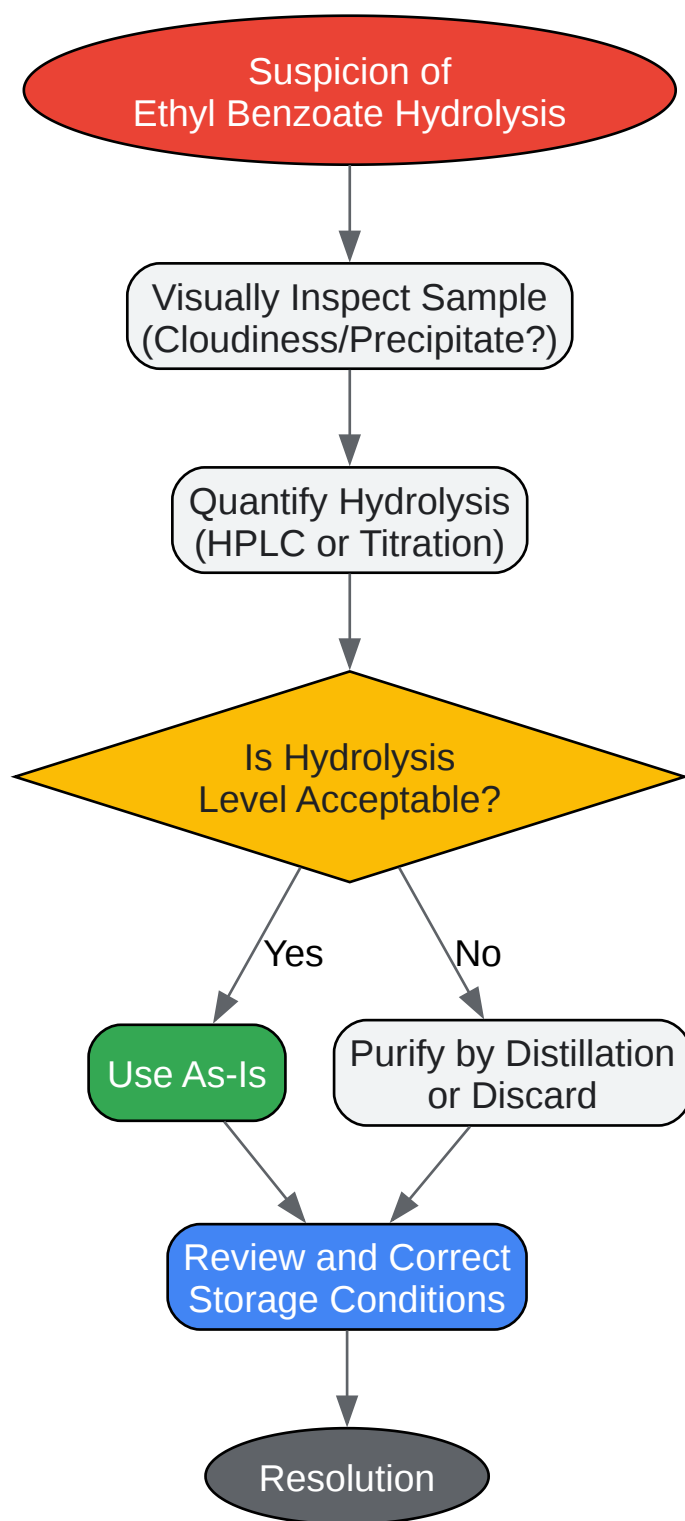 Suspicion of
Ethyl Benzoate Hydrolysis
Visually Inspect Sample
(Cloudiness/Precipitate?)
Quantify Hydrolysis
(HPLC or Titration)
Is Hydrolysis
Level Acceptable?
Yes
No
Use As-Is
Purify by Distillation
or Discard
Review and Correct
Storage Conditions
Resolution